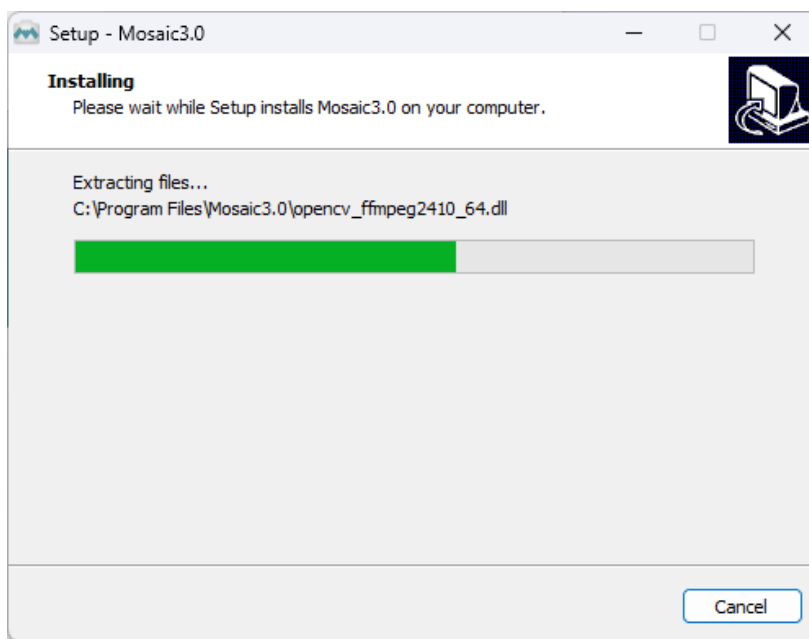 Setup - Mosaic3.0
Installing
Please wait while Setup installs Mosaic3.0 on your computer.
Extracting files...
C:\Program Files\Mosaic3.0\opencv_ffmpeg2410_64.dll
Cancel